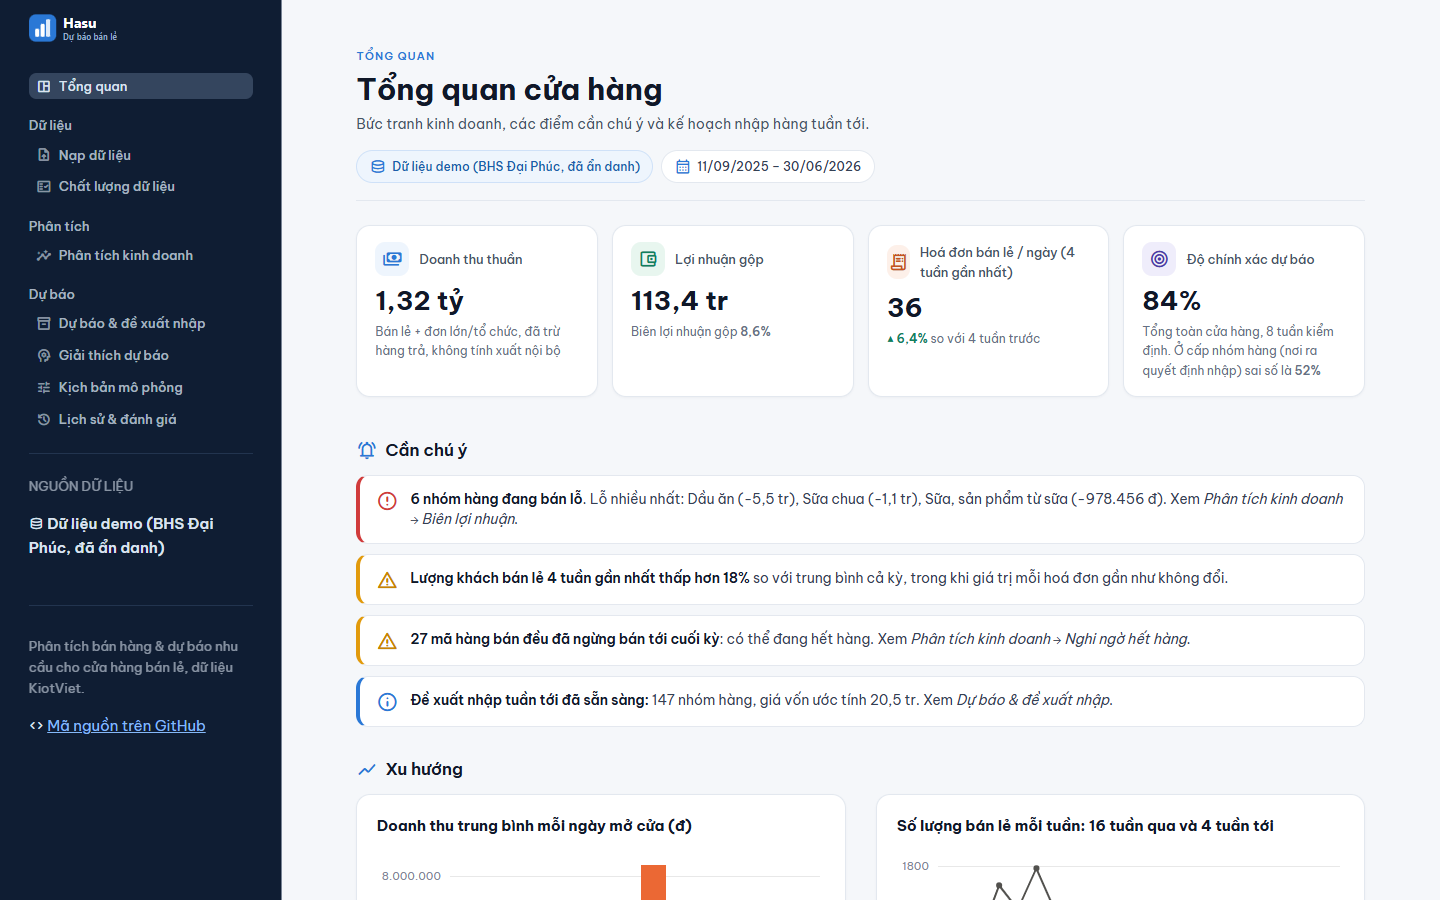 Hasu
Dự báo bán lẻ
Tổng quan
Dữ liệu
Nạp dữ liệu
Chất lượng dữ liệu
Phân tích
Phân tích kinh doanh
Dự báo
Dự báo & đề xuất nhập
Giải thích dự báo
Kịch bản mô phỏng
Lịch sử & đánh giá
NGUỒN DỮ LIỆU
Dữ liệu demo (BHS Đại
Phúc, đã ẩn danh)
Phân tích bán hàng & dự báo nhu
cầu cho cửa hàng bán lẻ, dữ liệu
KiotViet.
Mã nguồn trên GitHub
TỔNG QUAN
Tổng quan cửa hàng
Bức tranh kinh doanh, các điểm cần chú ý và kế hoạch nhập hàng tuần tới.
Dữ liệu demo (BHS Đại Phúc, đã ẩn danh)
11/09/2025 – 30/06/2026
Doanh thu thuần
1,32 tỷ
Bán lẻ + đơn lớn/tổ chức, đã trừ
hàng trả, không tính xuất nội bộ
Lợi nhuận gộp
113,4 tr
Biên lợi nhuận gộp 8,6%
Hoá đơn bán lẻ / ngày (4
tuần gần nhất)
36
▲ 6,4% so với 4 tuần trước
Độ chính xác dự báo
84%
Tổng toàn cửa hàng, 8 tuần kiểm
định. Ở cấp nhóm hàng (nơi ra
quyết định nhập) sai số là 52%
Cần chú ý
6 nhóm hàng đang bán lỗ. Lỗ nhiều nhất: Dầu ăn (-5,5 tr), Sữa chua (-1,1 tr), Sữa, sản phẩm từ sữa (-978.456 đ). Xem Phân tích kinh doanh
→ Biên lợi nhuận.
Lượng khách bán lẻ 4 tuần gần nhất thấp hơn 18% so với trung bình cả kỳ, trong khi giá trị mỗi hoá đơn gần như không đổi.
27 mã hàng bán đều đã ngừng bán tới cuối kỳ: có thể đang hết hàng. Xem Phân tích kinh doanh → Nghi ngờ hết hàng.
Đề xuất nhập tuần tới đã sẵn sàng: 147 nhóm hàng, giá vốn ước tính 20,5 tr. Xem Dự báo & đề xuất nhập.
Xu hướng
Doanh thu trung bình mỗi ngày mở cửa (đ)
8.000.000
Số lượng bán lẻ mỗi tuần: 16 tuần qua và 4 tuần tới
1800